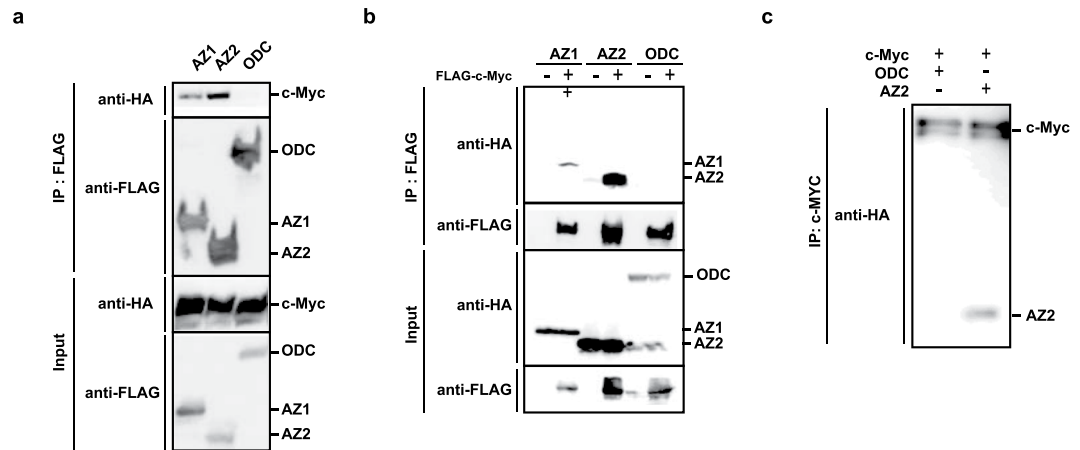 a
AZ1 AZ2 ODC
IP : FLAG
anti-HA
c-Myc
anti-FLAG
ODC
AZ1
AZ2
Input
anti-HA
c-Myc
anti-FLAG
ODC
AZ1
AZ2
b
AZ1 AZ2 ODC
FLAG-c-Myc - + - + - +
+
IP : FLAG
anti-HA
AZ1
AZ2
anti-FLAG
Input
anti-HA
ODC
AZ1
AZ2
anti-FLAG
c
c-Myc + +
ODC + -
AZ2 - +
IP: c-MYC
anti-HA
c-Myc
AZ2